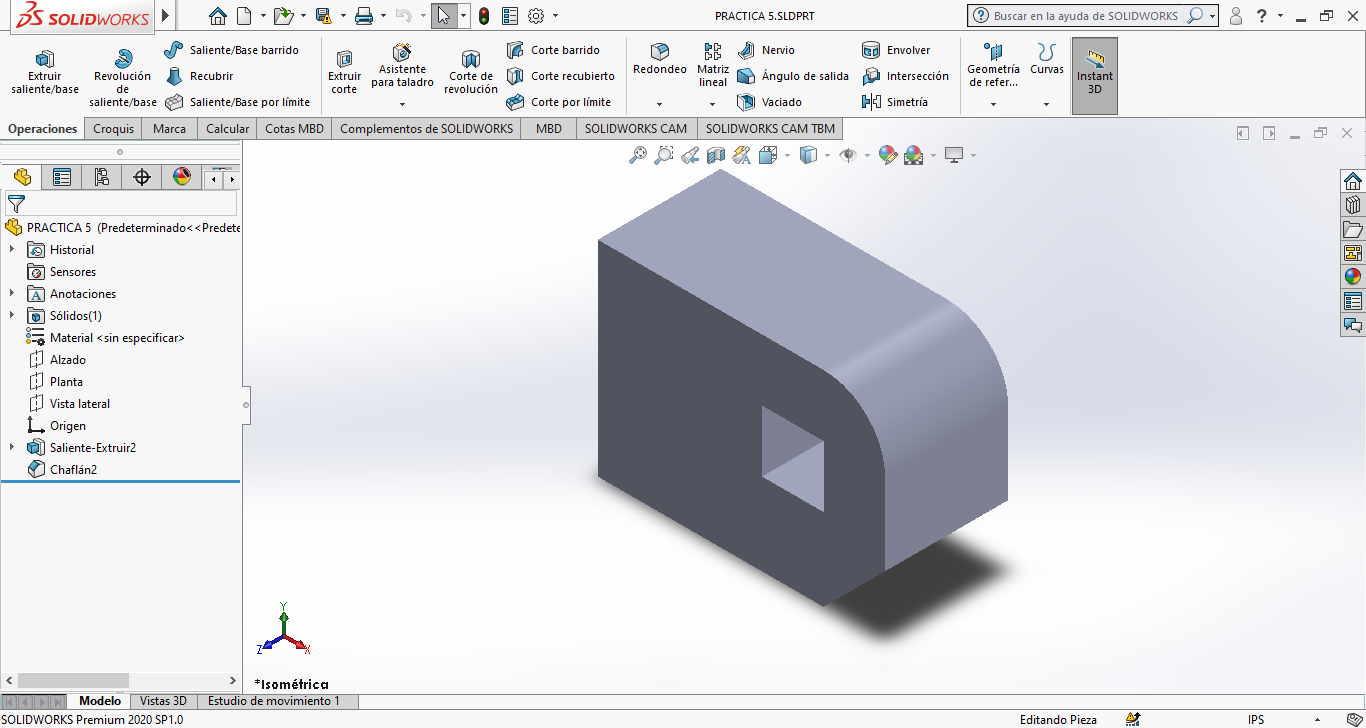 SOLIDWORKS
PRACTICA 5.SLDPRT
Buscar en la ayuda de SOLIDWORKS
Extruir saliente/base
Revolución de saliente/base
Saliente/Base barrido
Recubrir
Saliente/Base por límite
Extruir corte
Asistente para taladro
Corte de revolución
Corte barrido
Corte recubierto
Corte por límite
Redondeo
Matriz lineal
Nervio
Ángulo de salida
Vaciado
Envolver
Intersección
Simetría
Geometría de refer...
Curvas
Instant 3D
Operaciones
Croquis
Marca
Calcular
Cotas MBD
Complementos de SOLIDWORKS
MBD
SOLIDWORKS CAM
SOLIDWORKS CAM TBM
PRACTICA 5 (Predeterminado<<Predete
Historial
Sensores
Anotaciones
Sólidos(1)
Material <sin especificar>
Alzado
Planta
Vista lateral
Origen
Saliente-Extruir2
Chaflán2
Y
Z
X
*Isométrica
Modelo
Vistas 3D
Estudio de movimiento 1
SOLIDWORKS Premium 2020 SP1.0
Editando Pieza
IPS